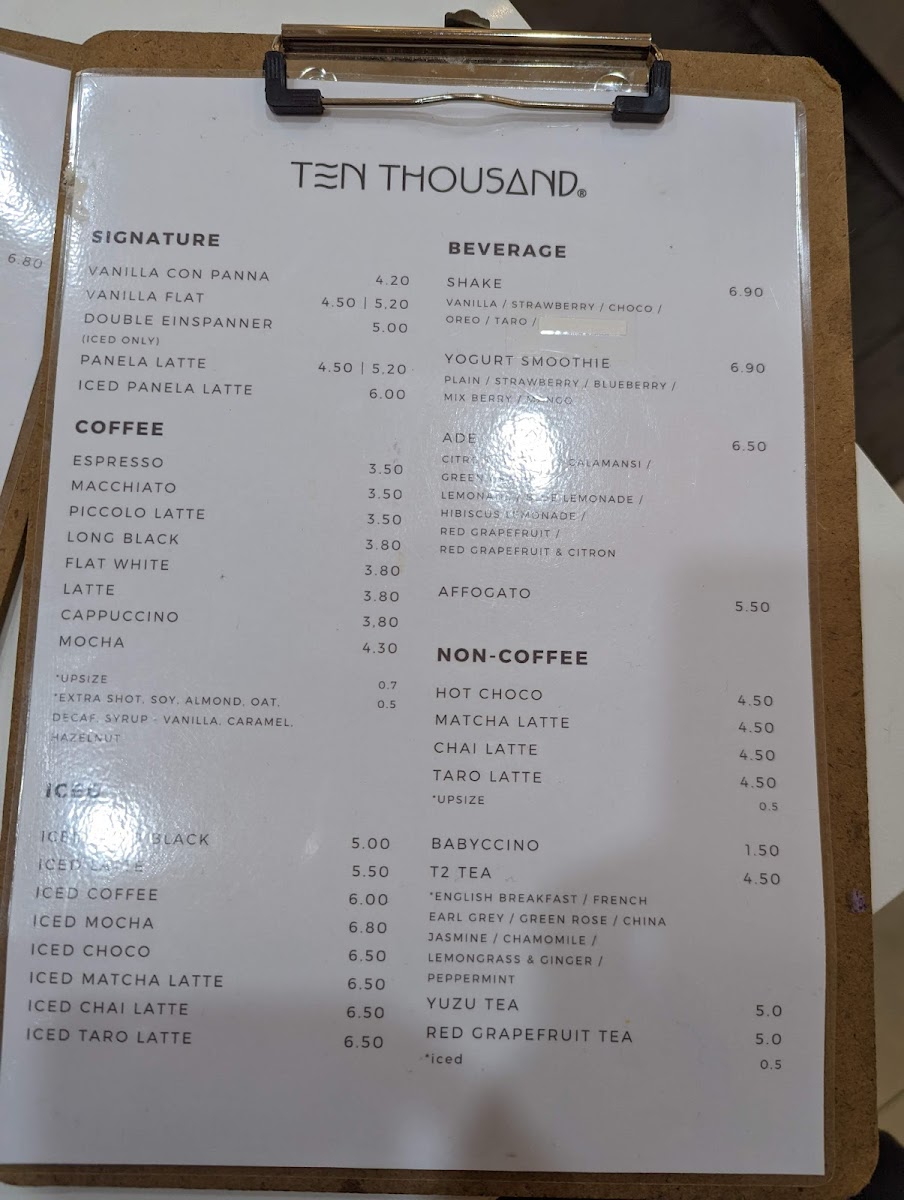 TEN THOUSAND®
6.80
SIGNATURE
VANILLA CON PANNA 4.20
VANILLA FLAT 4.50 | 5.20
DOUBLE EINSPANNER 5.00
(ICED ONLY)
PANELA LATTE 4.50 | 5.20
ICED PANELA LATTE 6.00
COFFEE
ESPRESSO 3.50
MACCHIATO 3.50
PICCOLO LATTE 3.50
LONG BLACK 3.80
FLAT WHITE 3.80
LATTE 3.80
CAPPUCCINO 3.80
MOCHA 4.30
*UPSIZE 0.7
*EXTRA SHOT, SOY, ALMOND, OAT, 0.5
DECAF, SYRUP - VANILLA, CARAMEL,
HAZELNUT
ICED
ICED BLACK 5.00
ICED LATTE 5.50
ICED COFFEE 6.00
ICED MOCHA 6.80
ICED CHOCO 6.50
ICED MATCHA LATTE 6.50
ICED CHAI LATTE 6.50
ICED TARO LATTE 6.50
BEVERAGE
SHAKE 6.90
VANILLA / STRAWBERRY / CHOCO /
OREO / TARO /
YOGURT SMOOTHIE 6.90
PLAIN / STRAWBERRY / BLUEBERRY /
MIX BERRY / MANGO
ADE 6.50
CALAMANSI /
GREEN
LEMONADE / LEMONADE /
HIBISCUS LEMONADE /
RED GRAPEFRUIT /
RED GRAPEFRUIT & CITRON
AFFOGATO 5.50
NON-COFFEE
HOT CHOCO 4.50
MATCHA LATTE 4.50
CHAI LATTE 4.50
TARO LATTE 4.50
*UPSIZE 0.5
BABYCCINO 1.50
T2 TEA 4.50
*ENGLISH BREAKFAST / FRENCH
EARL GREY / GREEN ROSE / CHINA
JASMINE / CHAMOMILE /
LEMONGRASS & GINGER /
PEPPERMINT
YUZU TEA 5.0
RED GRAPEFRUIT TEA 5.0
*iced 0.5